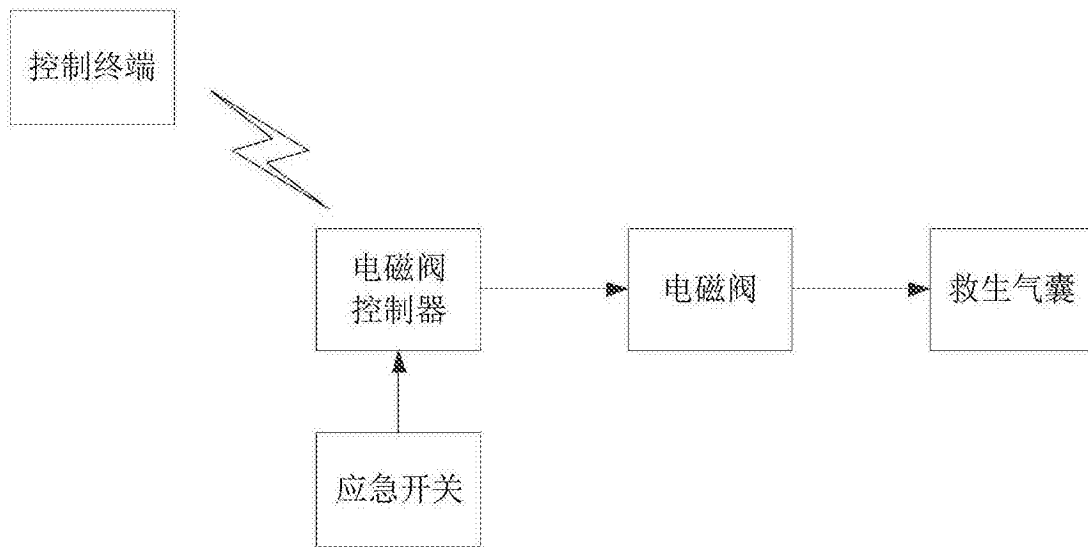 控制终端
电磁阀
控制器
电磁阀
救生气囊
应急开关